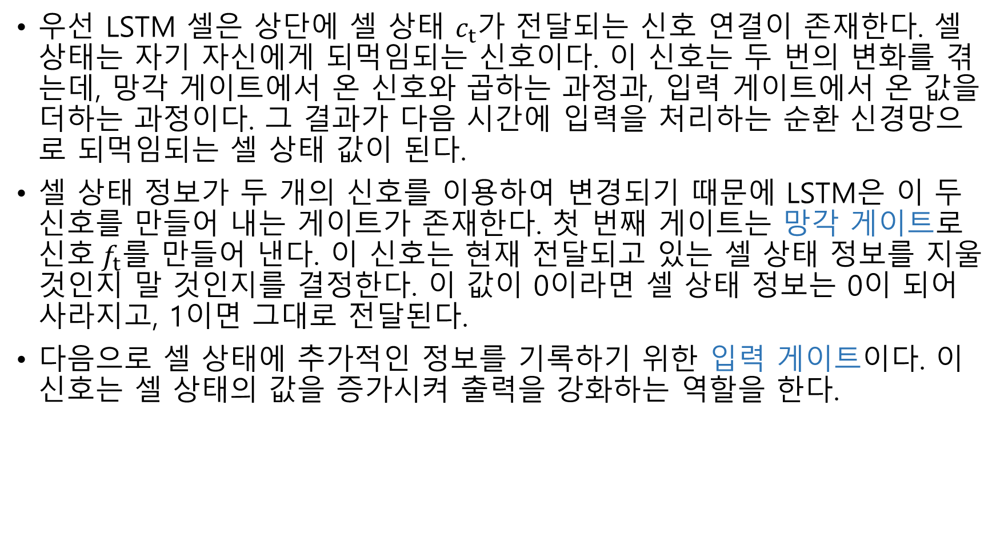 • 우선 LSTM 셀은 상단에 셀 상태 𝑐t가 전달되는 신호 연결이 존재한다. 셀
상태는 자기 자신에게 되먹임되는 신호이다. 이 신호는 두 번의 변화를 겪
는데, 망각 게이트에서 온 신호와 곱하는 과정과, 입력 게이트에서 온 값을
더하는 과정이다. 그 결과가 다음 시간에 입력을 처리하는 순환 신경망으
로 되먹임되는 셀 상태 값이 된다.
• 셀 상태 정보가 두 개의 신호를 이용하여 변경되기 때문에 LSTM은 이 두
신호를 만들어 내는 게이트가 존재한다. 첫 번째 게이트는 망각 게이트로
신호 𝑓t를 만들어 낸다. 이 신호는 현재 전달되고 있는 셀 상태 정보를 지울
것인지 말 것인지를 결정한다. 이 값이 0이라면 셀 상태 정보는 0이 되어
사라지고, 1이면 그대로 전달된다.
• 다음으로 셀 상태에 추가적인 정보를 기록하기 위한 입력 게이트이다. 이
신호는 셀 상태의 값을 증가시켜 출력을 강화하는 역할을 한다.